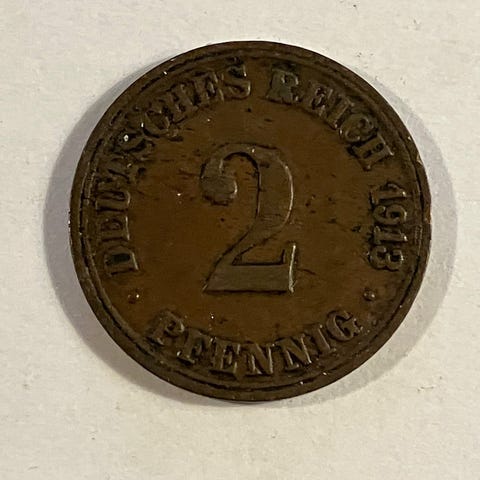 DEUTSCHES REICH 1913
2
PFENNIG